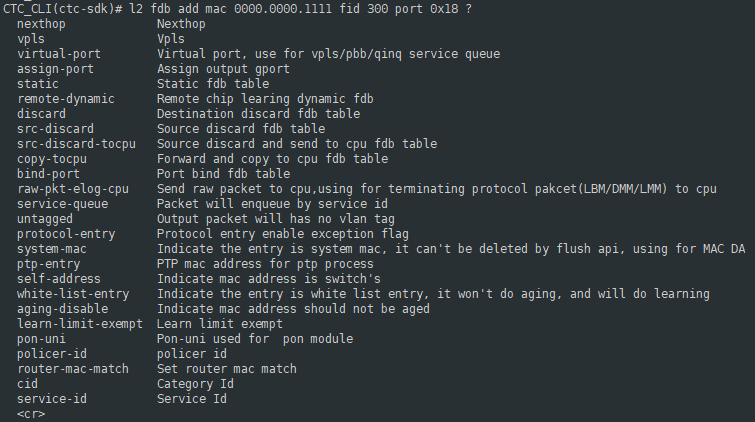 CTC_CLI(ctc-sdk)# l2 fdb add mac 0000.0000.1111 fid 300 port 0x18 ?
nexthop Nexthop
vpls Vpls
virtual-port Virtual port, use for vpls/pbb/qinq service queue
assign-port Assign output gport
static Static fdb table
remote-dynamic Remote chip learing dynamic fdb
discard Destination discard fdb table
src-discard Source discard fdb table
src-discard-tocpu Source discard and send to cpu fdb table
copy-tocpu Forward and copy to cpu fdb table
bind-port Port bind fdb table
raw-pkt-elog-cpu Send raw packet to cpu,using for terminating protocol pakcet(LBM/DMM/LMM) to cpu
service-queue Packet will enqueue by service id
untagged Output packet will has no vlan tag
protocol-entry Protocol entry enable exception flag
system-mac Indicate the entry is system mac, it can't be deleted by flush api, using for MAC DA
ptp-entry PTP mac address for ptp process
self-address Indicate mac address is switch's
white-list-entry Indicate the entry is white list entry, it won't do aging, and will do learning
aging-disable Indicate mac address should not be aged
learn-limit-exempt Learn limit exempt
pon-uni Pon-uni used for  pon module
policer-id policer id
router-mac-match Set router mac match
cid Category Id
service-id Service Id
<cr>